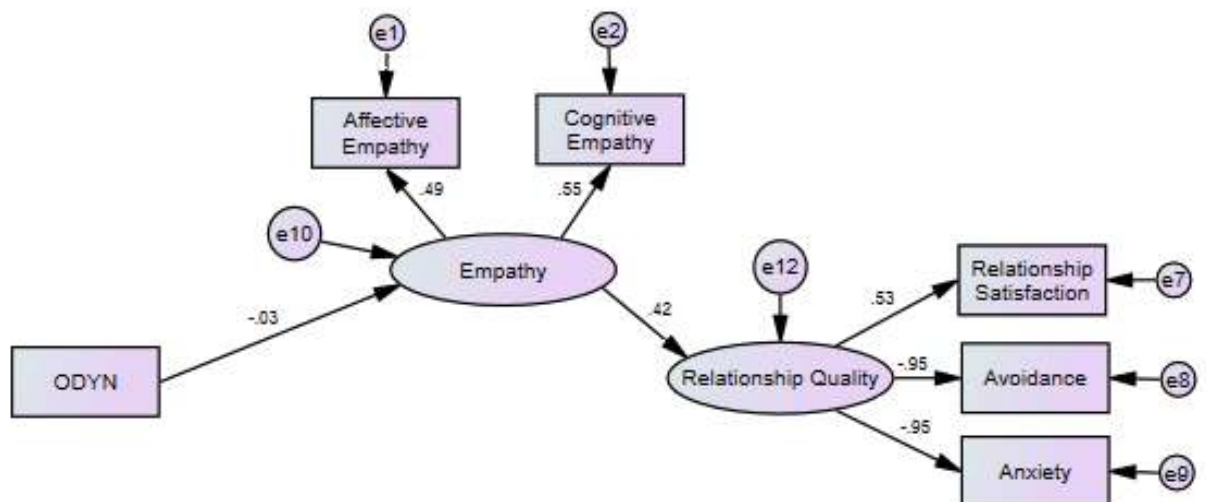 e1
e2
Affective
Empathy
Cognitive
Empathy
.49
.55
e10
Empathy
e12
Relationship
Satisfaction
e7
.53
.42
-.03
ODYN
Relationship Quality
-.95
Avoidance
e8
-.95
Anxiety
e9